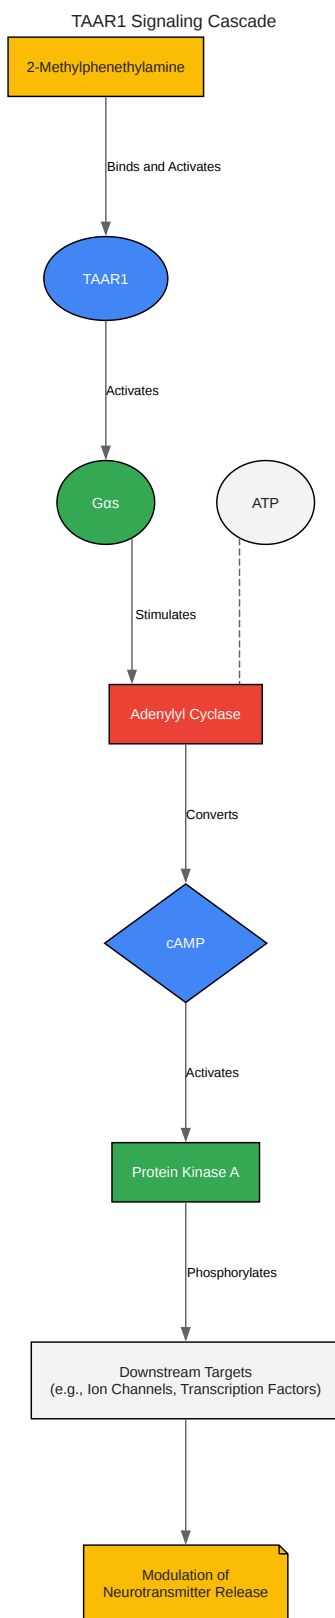 TAAR1 Signaling Cascade
2-Methylphenethylamine
Binds and Activates
TAAR1
Activates
Gαs
ATP
Stimulates
Adenylyl Cyclase
Converts
cAMP
Activates
Protein Kinase A
Phosphorylates
Downstream Targets
(e.g., Ion Channels, Transcription Factors)
Modulation of
Neurotransmitter Release